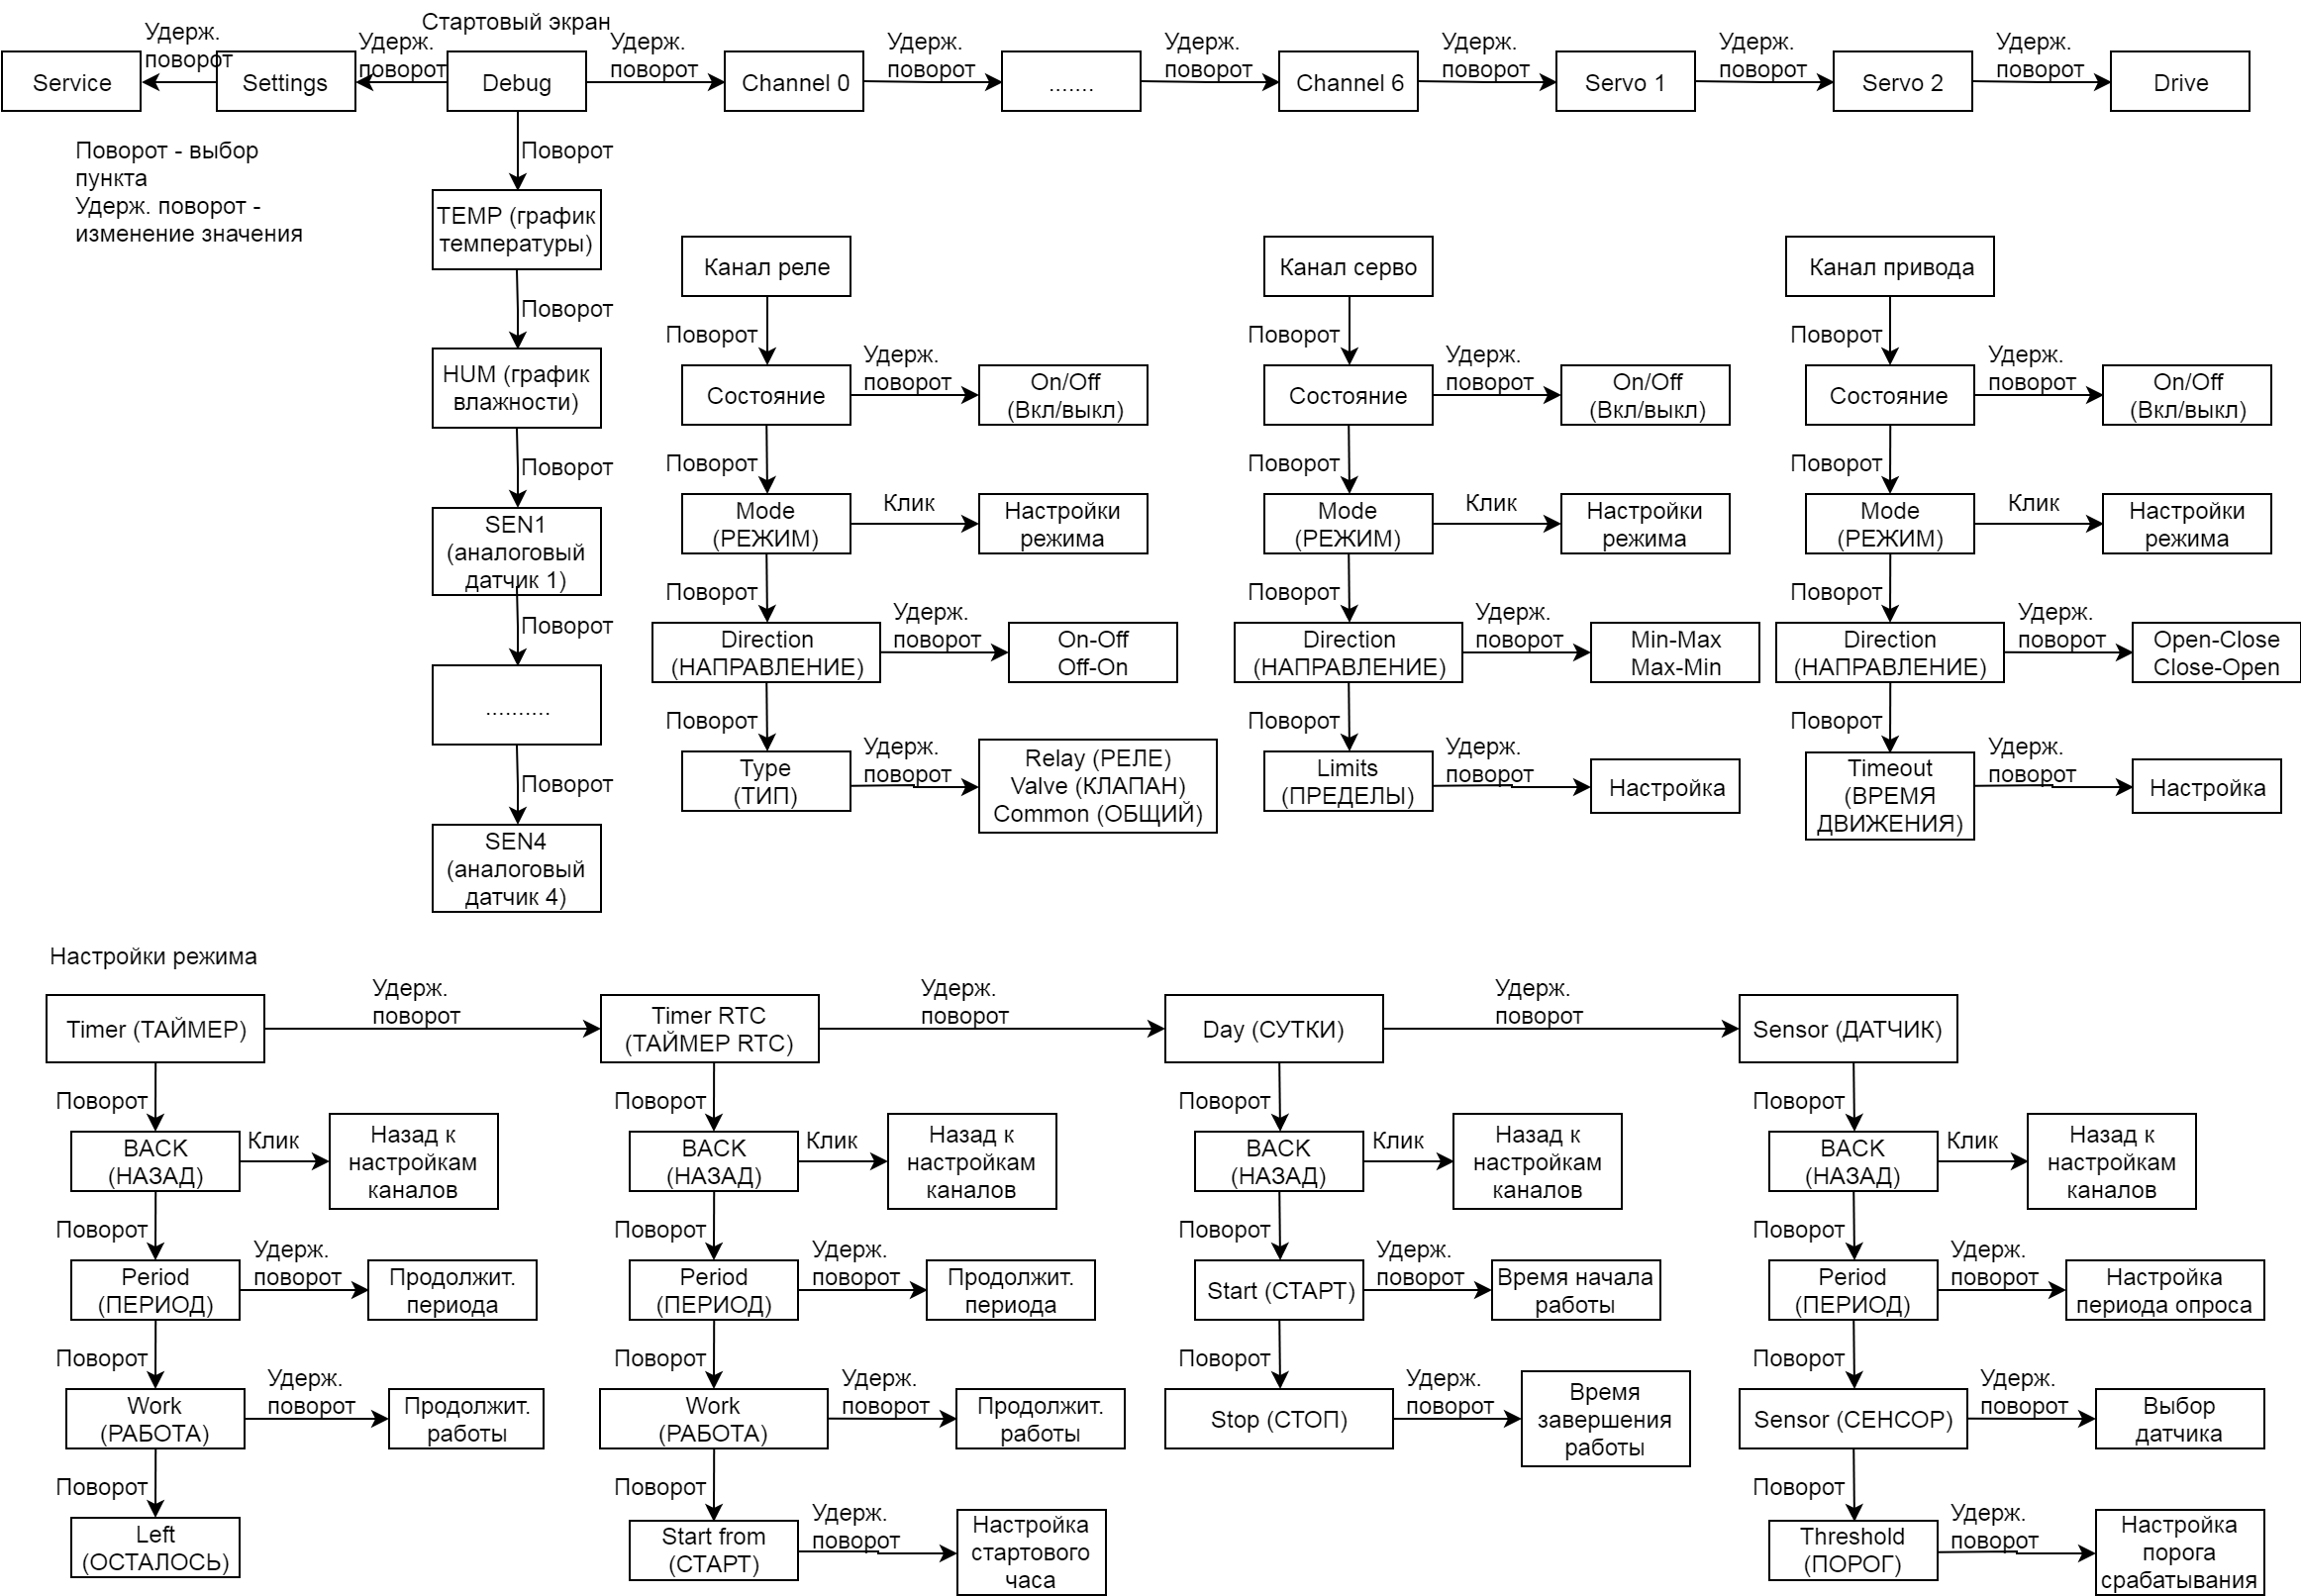 Стартовый экран
Удерж.
поворот
Удерж.
поворот
Удерж.
поворот
Удерж.
поворот
Удерж.
поворот
Удерж.
поворот
Удерж.
поворот
Удерж.
поворот
Service
Settings
Debug
Channel 0
.......
Channel 6
Servo 1
Servo 2
Drive
Поворот - выбор
пункта
Удерж. поворот -
изменение значения
Поворот
TEMP (график
температуры)
Поворот
HUM (график
влажности)
Поворот
SEN1
(аналоговый
датчик 1)
Поворот
..........
Поворот
SEN4
(аналоговый
датчик 4)
Канал реле
Поворот
Состояние
Удерж.
поворот
On/Off
(Вкл/выкл)
Поворот
Mode
(РЕЖИМ)
Клик
Настройки
режима
Поворот
Direction
(НАПРАВЛЕНИЕ)
Удерж.
поворот
On-Off
Off-On
Поворот
Type
(ТИП)
Удерж.
поворот
Relay (РЕЛЕ)
Valve (КЛАПАН)
Common (ОБЩИЙ)
Канал серво
Поворот
Состояние
Удерж.
поворот
On/Off
(Вкл/выкл)
Поворот
Mode
(РЕЖИМ)
Клик
Настройки
режима
Поворот
Direction
(НАПРАВЛЕНИЕ)
Удерж.
поворот
Min-Max
Max-Min
Поворот
Limits
(ПРЕДЕЛЫ)
Удерж.
поворот
Настройка
Канал привода
Поворот
Состояние
Удерж.
поворот
On/Off
(Вкл/выкл)
Поворот
Mode
(РЕЖИМ)
Клик
Настройки
режима
Поворот
Direction
(НАПРАВЛЕНИЕ)
Удерж.
поворот
Open-Close
Close-Open
Поворот
Timeout
(ВРЕМЯ
ДВИЖЕНИЯ)
Удерж.
поворот
Настройка
Настройки режима
Timer (ТАЙМЕР)
Удерж.
поворот
Timer RTC
(ТАЙМЕР RTC)
Удерж.
поворот
Day (СУТКИ)
Удерж.
поворот
Sensor (ДАТЧИК)
Поворот
BACK
(НАЗАД)
Клик
Назад к
настройкам
каналов
Поворот
Period
(ПЕРИОД)
Удерж.
поворот
Продолжит.
периода
Поворот
Work
(РАБОТА)
Удерж.
поворот
Продолжит.
работы
Поворот
Left
(ОСТАЛОСЬ)
Поворот
BACK
(НАЗАД)
Клик
Назад к
настройкам
каналов
Поворот
Period
(ПЕРИОД)
Удерж.
поворот
Продолжит.
периода
Поворот
Work
(РАБОТА)
Удерж.
поворот
Продолжит.
работы
Поворот
Start from
(СТАРТ)
Удерж.
поворот
Настройка
стартового
часа
Поворот
BACK
(НАЗАД)
Клик
Назад к
настройкам
каналов
Поворот
Start (СТАРТ)
Удерж.
поворот
Время начала
работы
Поворот
Stop (СТОП)
Удерж.
поворот
Время
завершения
работы
Поворот
BACK
(НАЗАД)
Клик
Назад к
настройкам
каналов
Поворот
Period
(ПЕРИОД)
Удерж.
поворот
Настройка
периода опроса
Поворот
Sensor (СЕНСОР)
Удерж.
поворот
Выбор
датчика
Поворот
Threshold
(ПОРОГ)
Удерж.
поворот
Настройка
порога
срабатывания